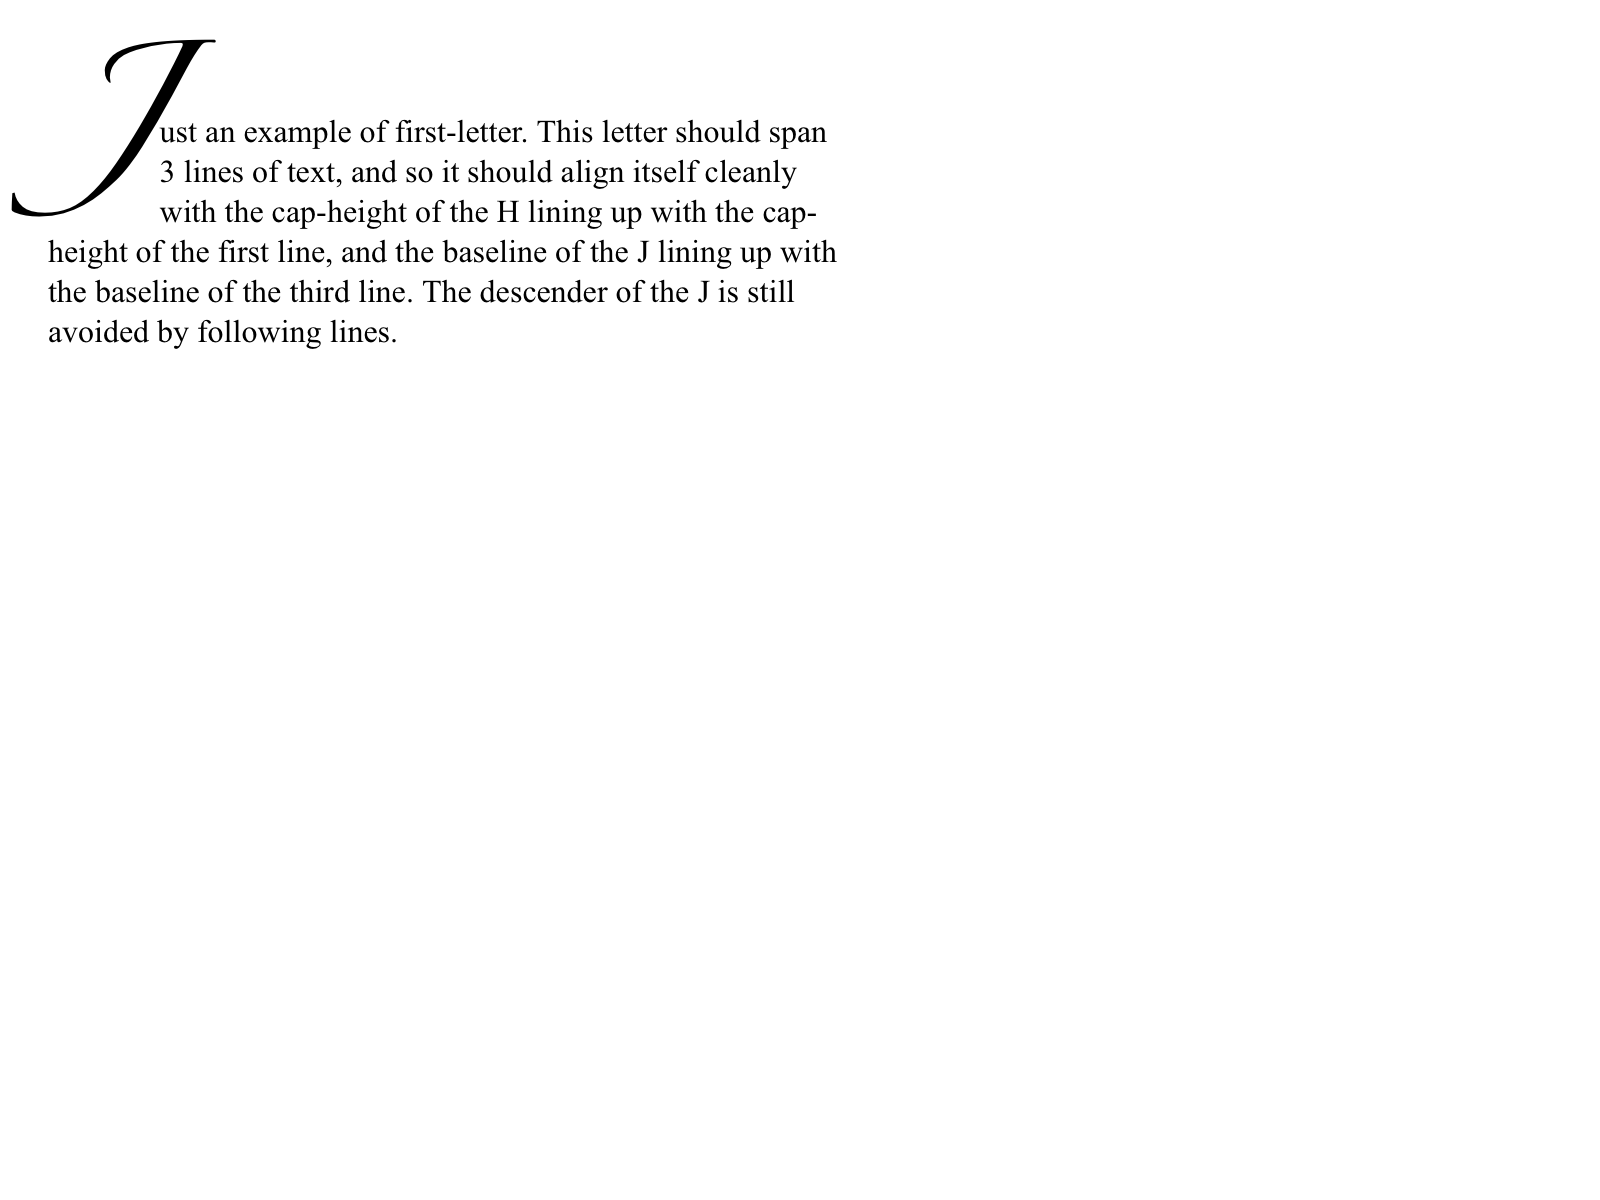 Just an example of first-letter. This letter should span
3 lines of text, and so it should align itself cleanly
with the cap-height of the H lining up with the cap-
height of the first line, and the baseline of the J lining up with
the baseline of the third line. The descender of the J is still
avoided by following lines.